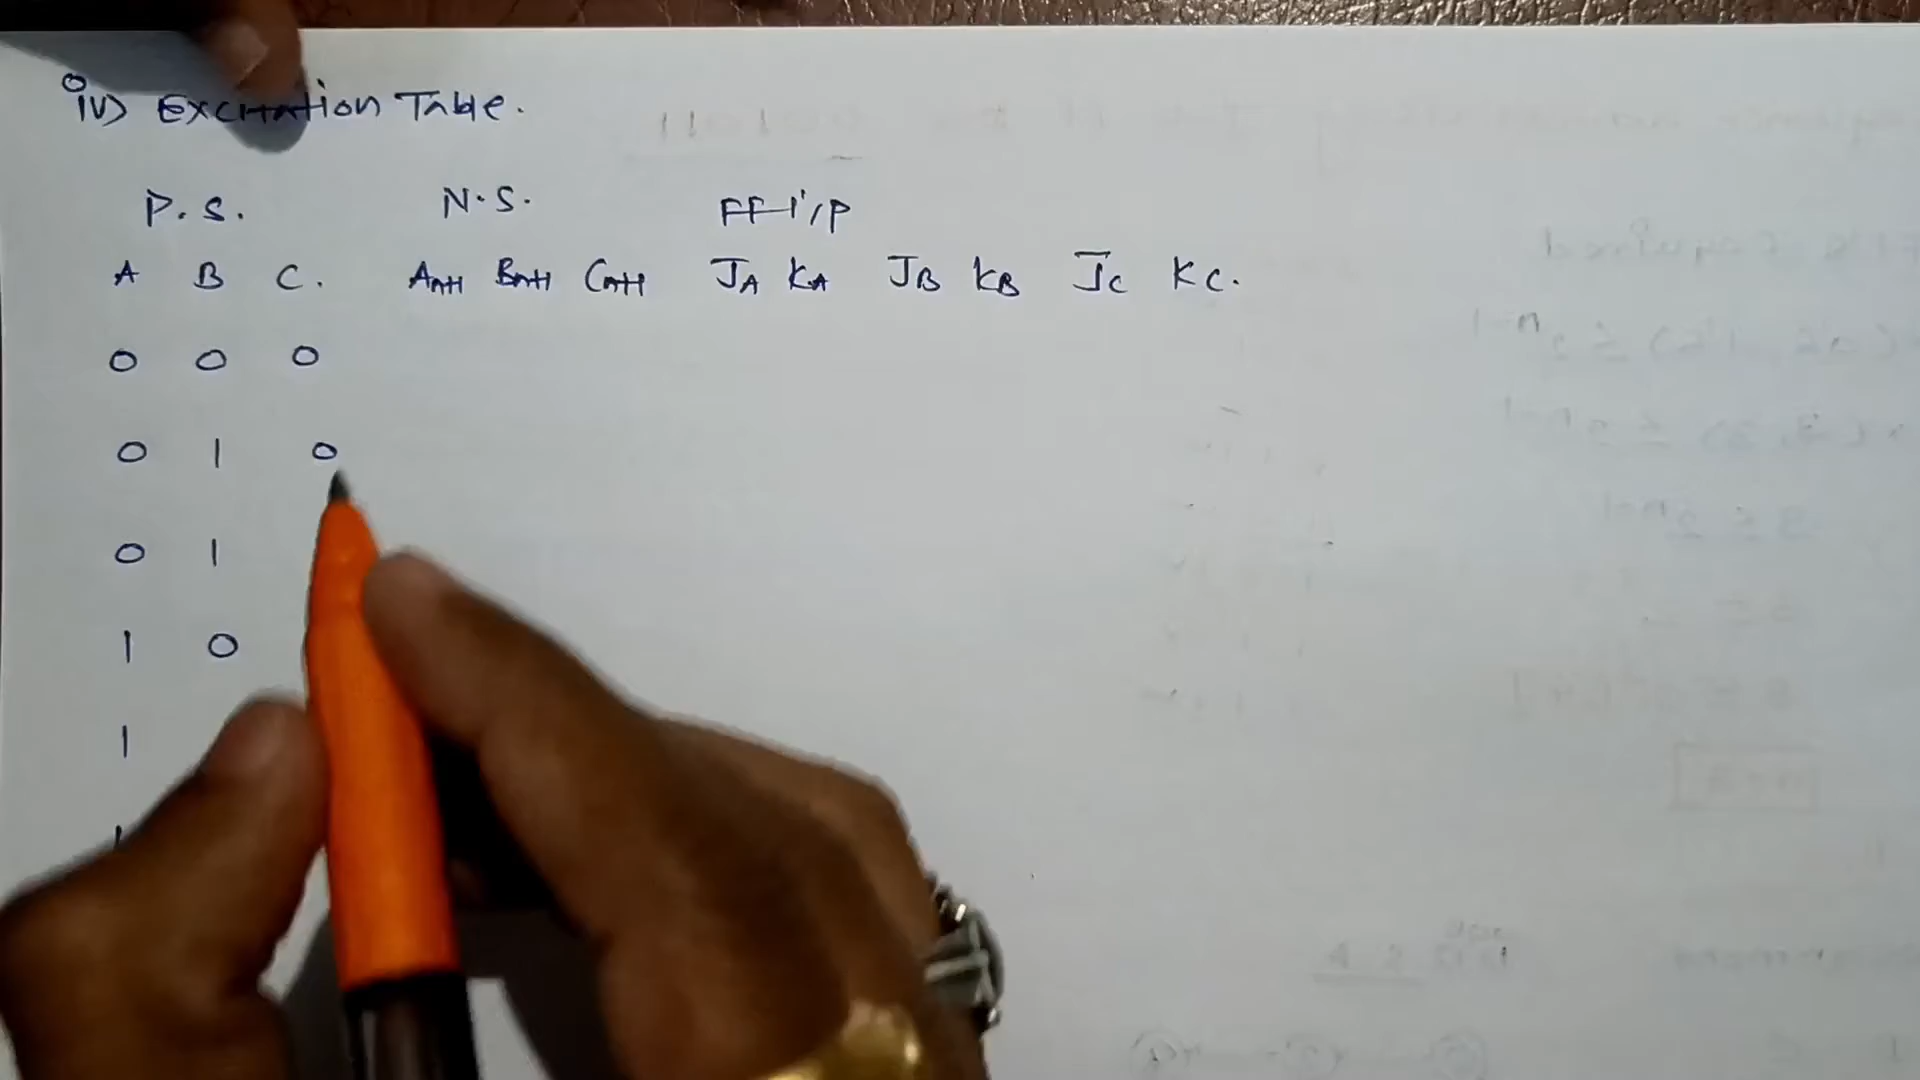 iv) Excitation Table.
P.S. N.S. FF I/P
A B C. An+1 Bn+1 Cn+1 JA KA JB KB JC KC.
0 0 0
0 1 0
0 1
1 0
1
1